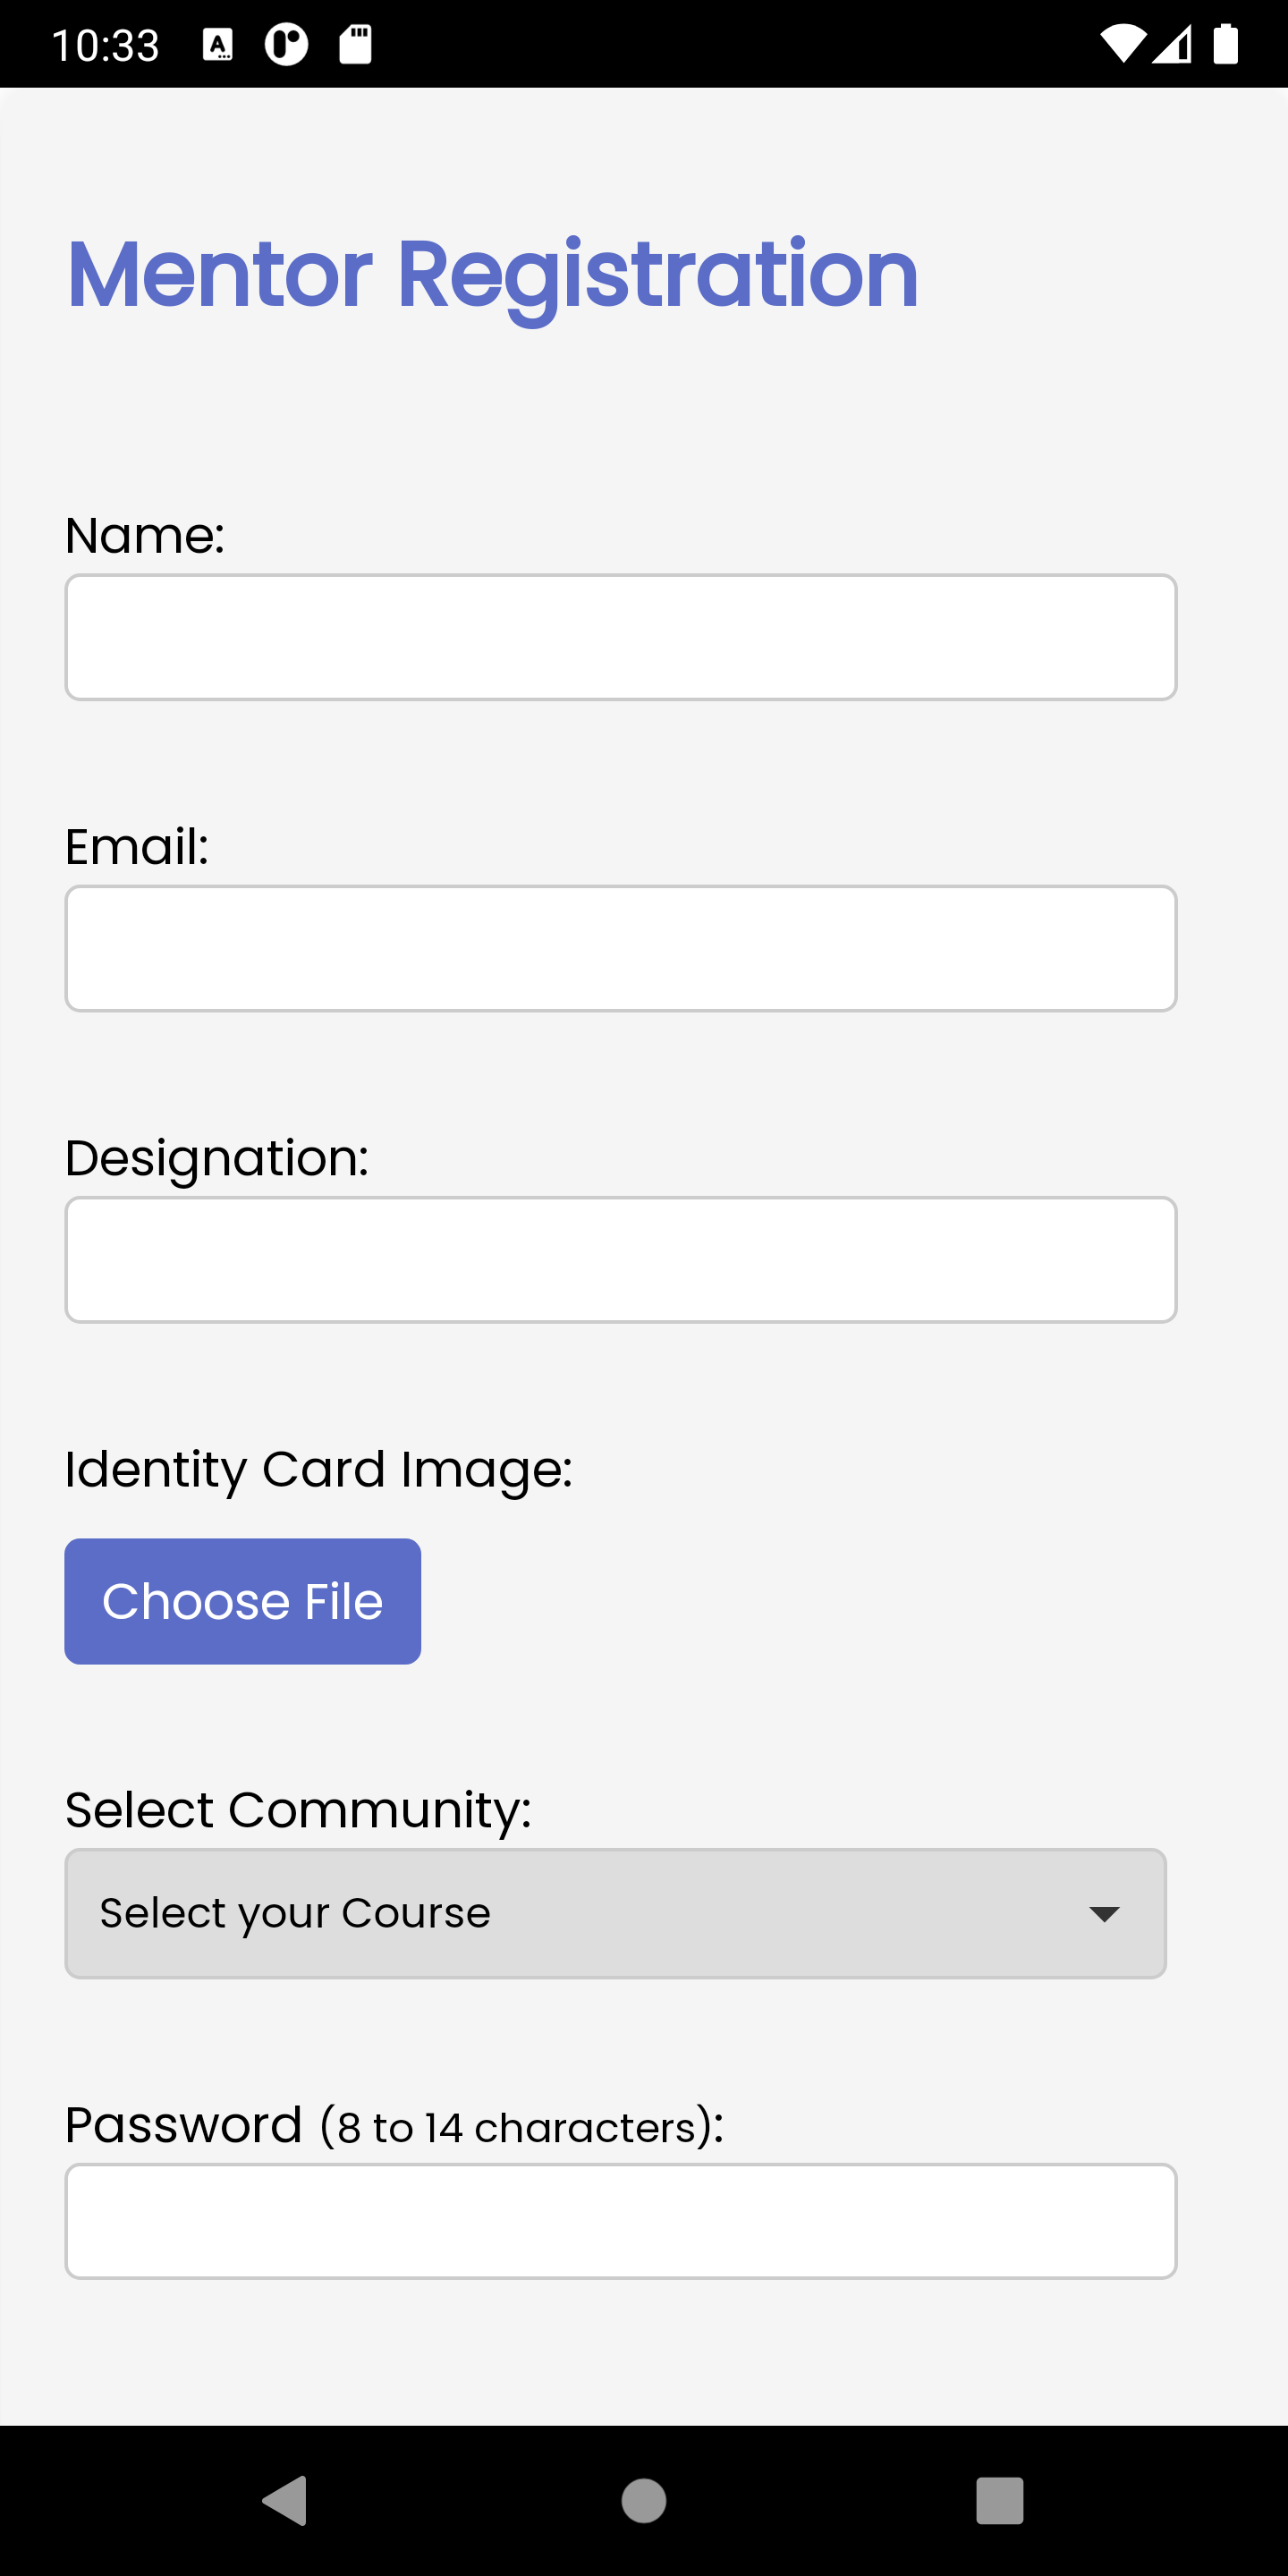 10:33
Mentor Registration
Name:
Email:
Designation:
Identity Card Image:
Choose File
Select Community:
Select your Course
Password (8 to 14 characters):